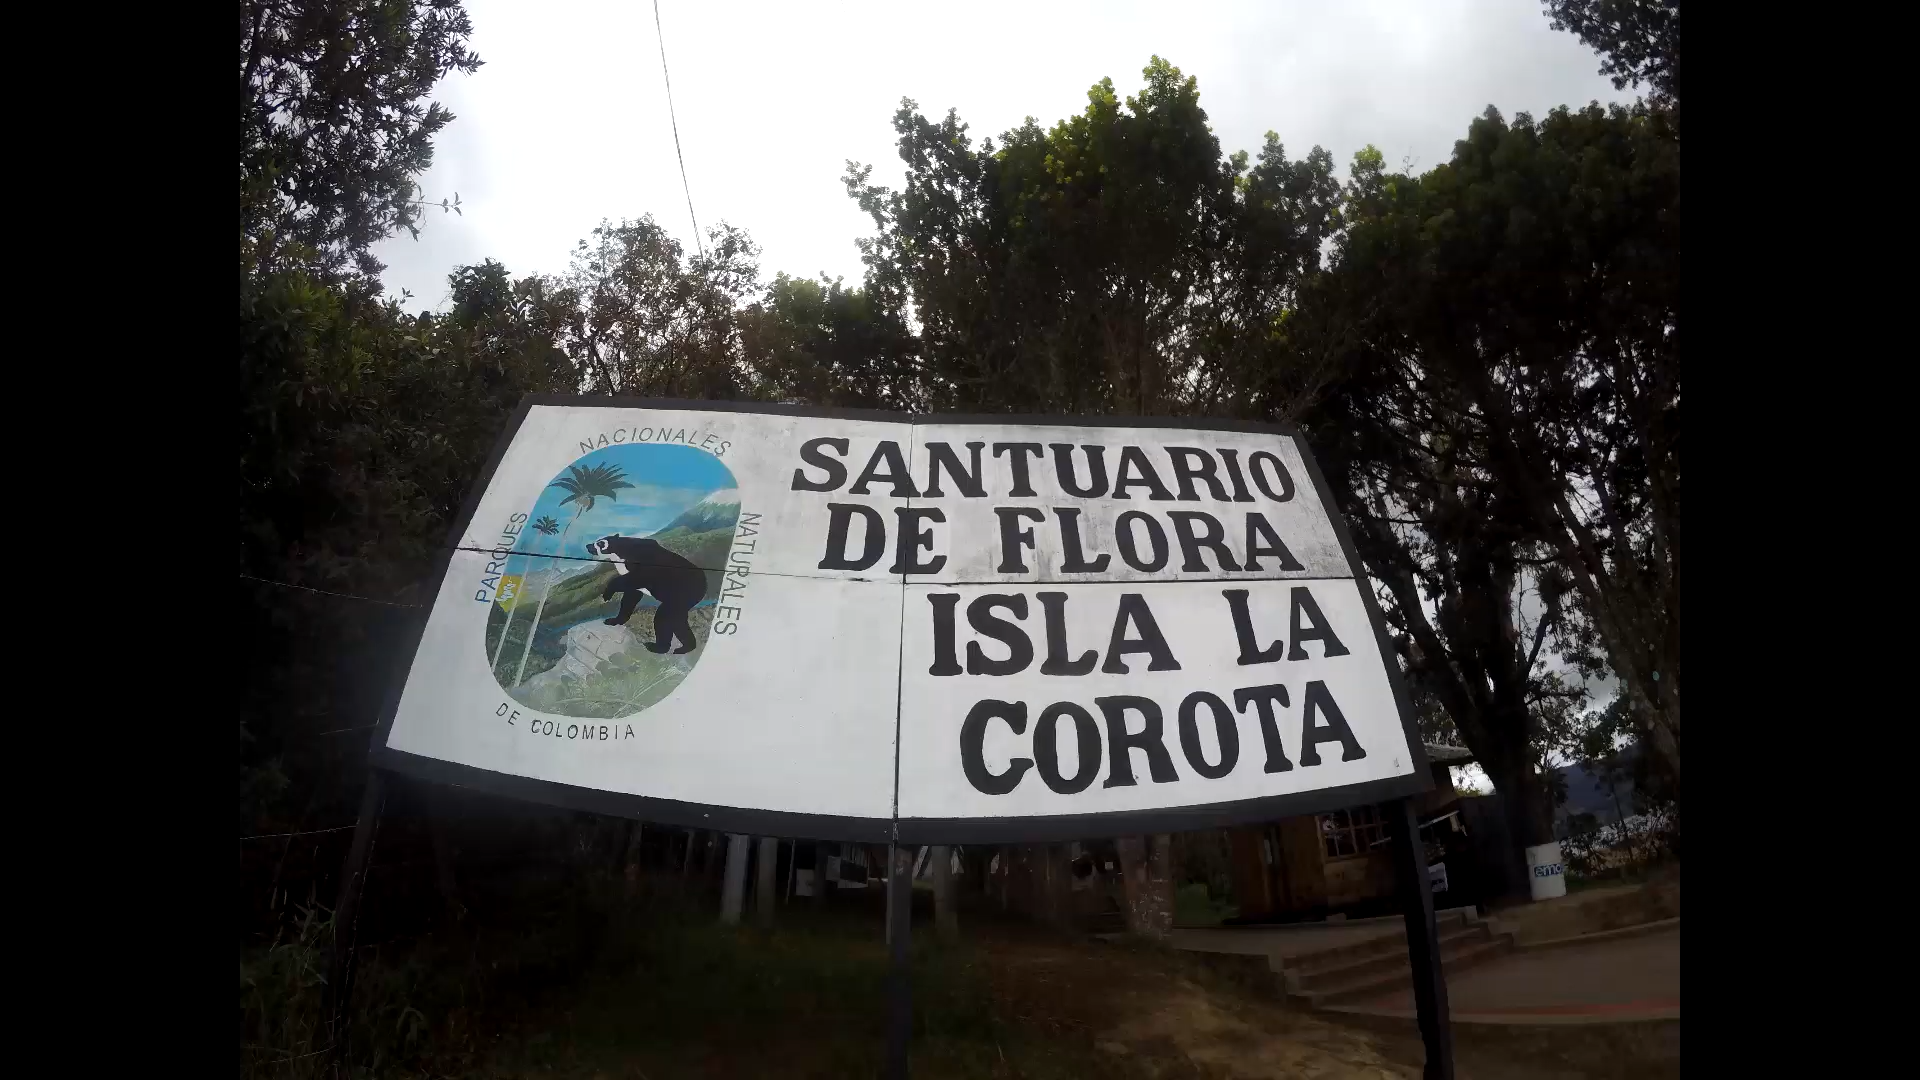 PARQUES
NACIONALES
NATURALES
DE COLOMBIA
SANTUARIO
DE FLORA
ISLA LA
COROTA